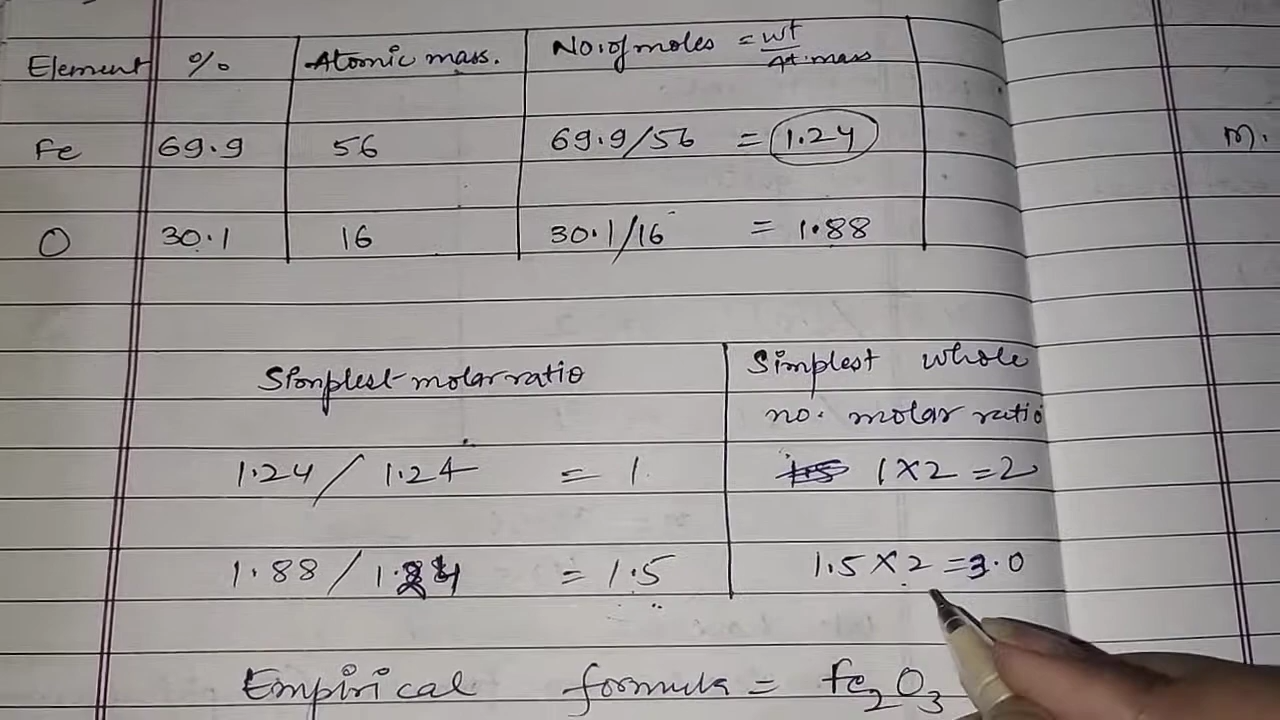 Element % Atomic mass. No. of moles = wt / At. mass
Fe 69.9 56 69.9/56 = 1.24 m.
O 30.1 16 30.1/16 = 1.88
Simplest molar ratio Simplest whole
no. molar ratio
1.24 / 1.24 = 1 1×2 =2
1.88 / 1.24 = 1.5 1.5×2 =3.0
Empirical formula = Fe2O3